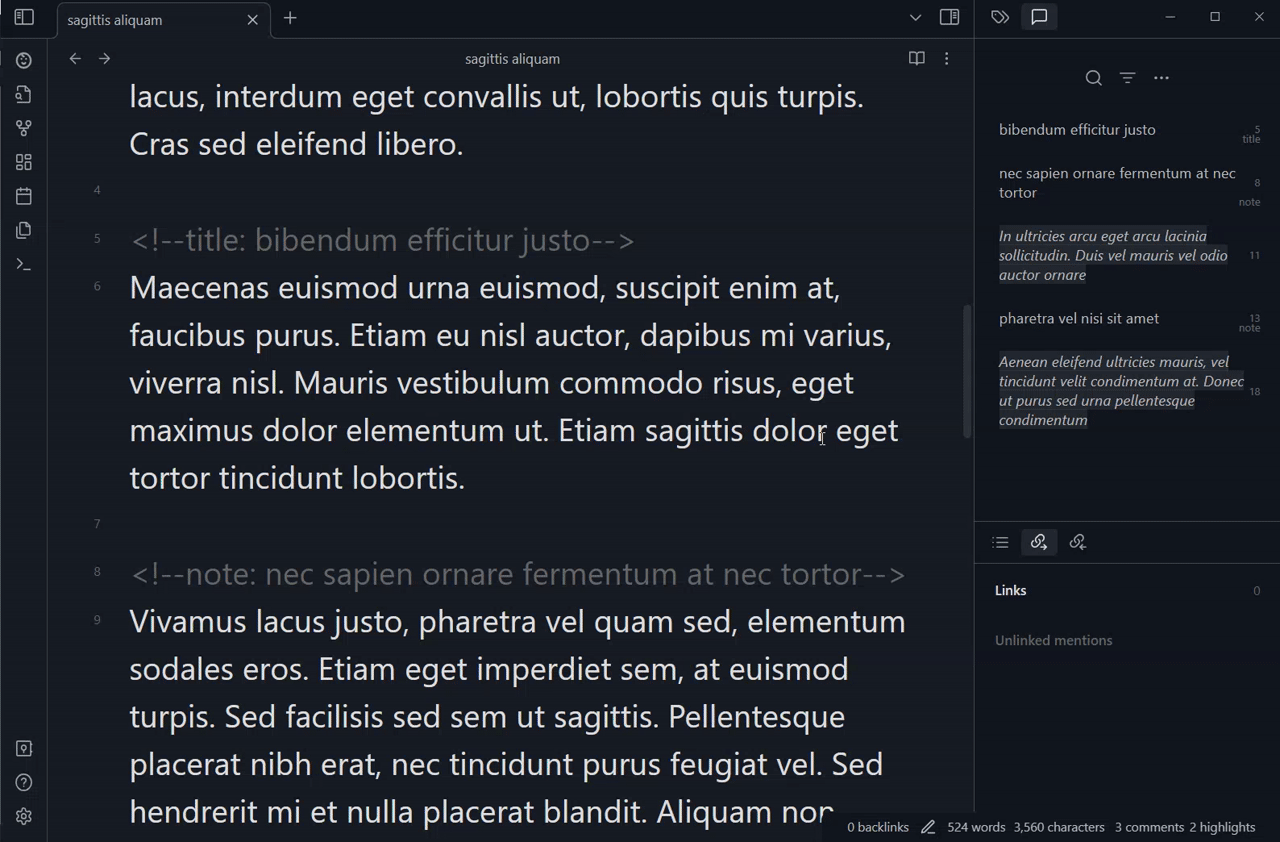 sagittis aliquam
sagittis aliquam
lacus, interdum eget convallis ut, lobortis quis turpis.
Cras sed eleifend libero.
4
5 <!--title: bibendum efficitur justo-->
6 Maecenas euismod urna euismod, suscipit enim at,
faucibus purus. Etiam eu nisl auctor, dapibus mi varius,
viverra nisl. Mauris vestibulum commodo risus, eget
maximus dolor elementum ut. Etiam sagittis dolor eget
tortor tincidunt lobortis.
7
8 <!--note: nec sapien ornare fermentum at nec tortor-->
9 Vivamus lacus justo, pharetra vel quam sed, elementum
sodales eros. Etiam eget imperdiet sem, at euismod
turpis. Sed facilisis sed sem ut sagittis. Pellentesque
placerat nibh erat, nec tincidunt purus feugiat vel. Sed
hendrerit mi et nulla placerat blandit. Aliquam non
bibendum efficitur justo 5
title
nec sapien ornare fermentum at nec
tortor 8
note
In ultricies arcu eget arcu lacinia
sollicitudin. Duis vel mauris vel odio 11
auctor ornare
pharetra vel nisi sit amet 13
note
Aenean eleifend ultricies mauris, vel
tincidunt velit condimentum at. Donec
ut purus sed urna pellentesque 18
condimentum
Links 0
Unlinked mentions
0 backlinks 524 words 3,560 characters 3 comments 2 highlights